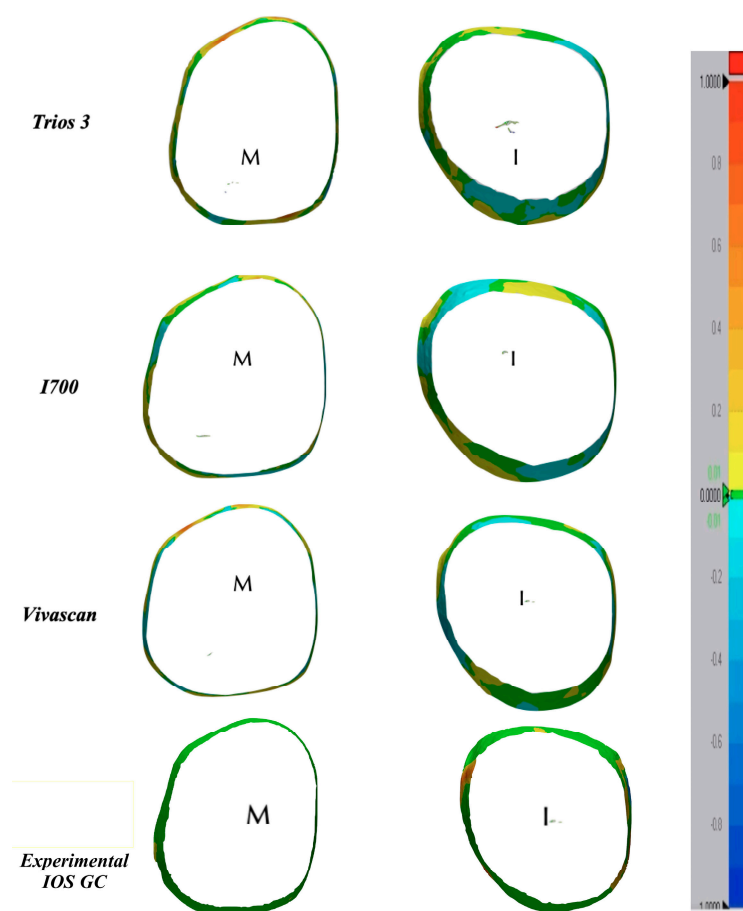 Trios 3
M
I
I700
M
I
Vivascan
M
I
Experimental
IOS GC
M
I
1.0000
0.8
0.6
0.4
0.2
0.01
0.0000
-0.01
-0.2
-0.4
-0.6
-0.8